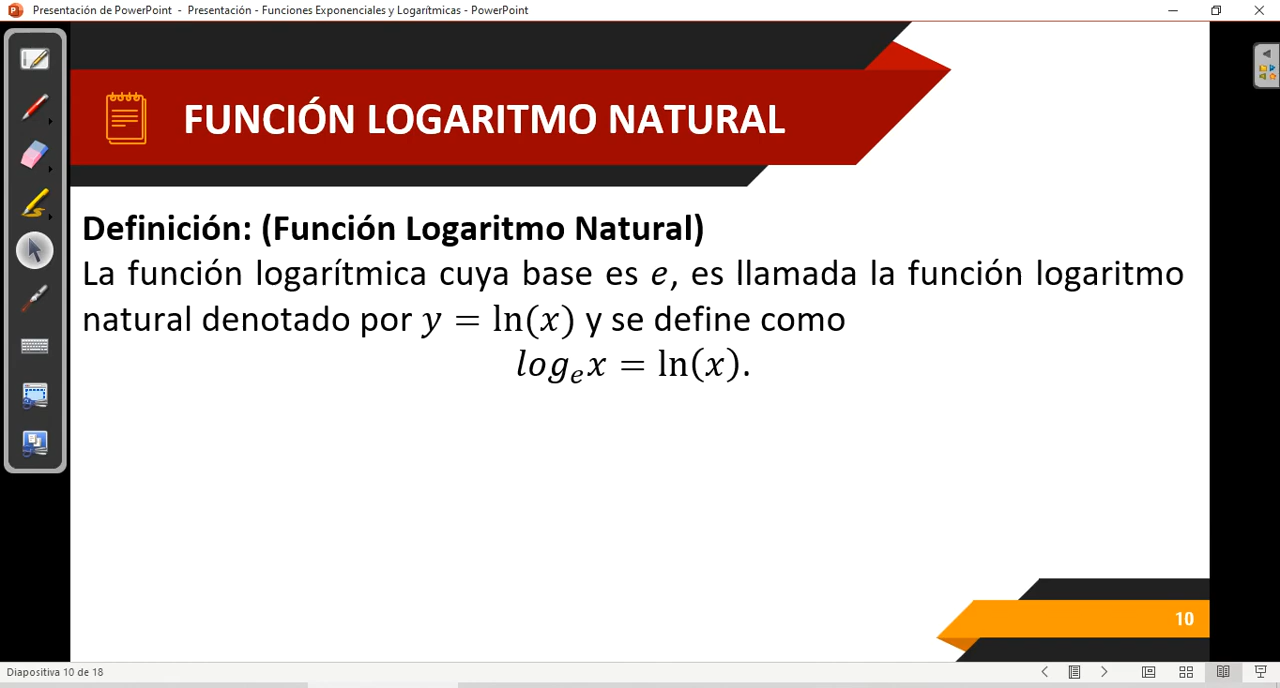 Presentación de PowerPoint - Presentación - Funciones Exponenciales y Logarítmicas - PowerPoint
FUNCIÓN LOGARITMO NATURAL
Definición: (Función Logaritmo Natural)
La función logarítmica cuya base es e, es llamada la función logaritmo
natural denotado por y = ln(x) y se define como
logₑx = ln(x).
10
Diapositiva 10 de 18